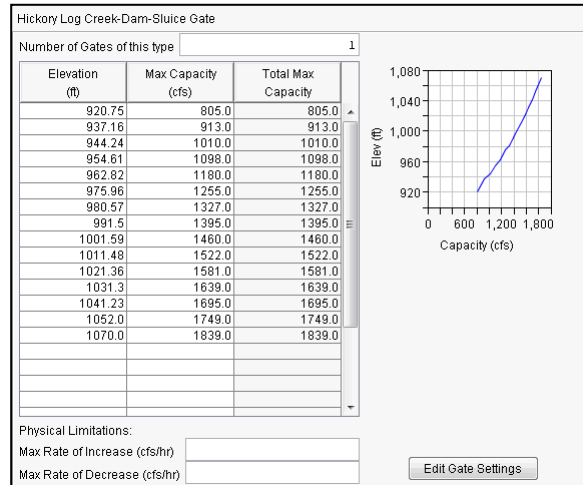 Hickory Log Creek-Dam-Sluice Gate
Number of Gates of this type 1
Elevation (ft) Max Capacity (cfs) Total Max Capacity
920.75 805.0 805.0
937.16 913.0 913.0
944.24 1010.0 1010.0
954.61 1098.0 1098.0
962.82 1180.0 1180.0
975.96 1255.0 1255.0
980.57 1327.0 1327.0
991.5 1395.0 1395.0
1001.59 1460.0 1460.0
1011.48 1522.0 1522.0
1021.36 1581.0 1581.0
1031.3 1639.0 1639.0
1041.23 1695.0 1695.0
1052.0 1749.0 1749.0
1070.0 1839.0 1839.0
1,080
1,040
1,000
960
920
Elev (ft)
0 600 1,200 1,800
Capacity (cfs)
Physical Limitations:
Max Rate of Increase (cfs/hr)
Max Rate of Decrease (cfs/hr)
Edit Gate Settings